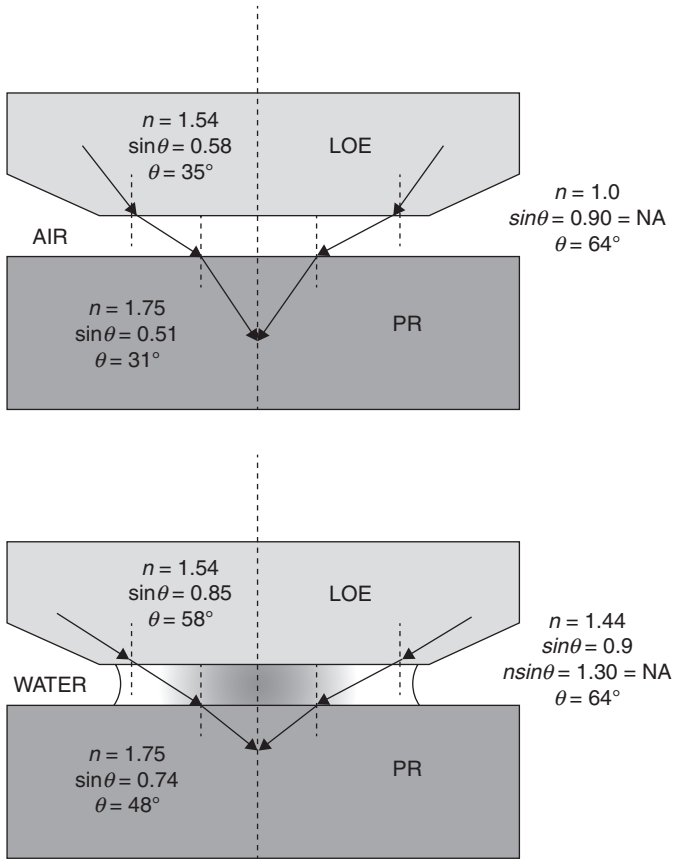 n = 1.54
sinθ = 0.58
θ = 35°
LOE
n = 1.0
sinθ = 0.90 = NA
θ = 64°
AIR
n = 1.75
sinθ = 0.51
θ = 31°
PR
n = 1.54
sinθ = 0.85
θ = 58°
LOE
n = 1.44
sinθ = 0.9
nsinθ = 1.30 = NA
θ = 64°
WATER
n = 1.75
sinθ = 0.74
θ = 48°
PR